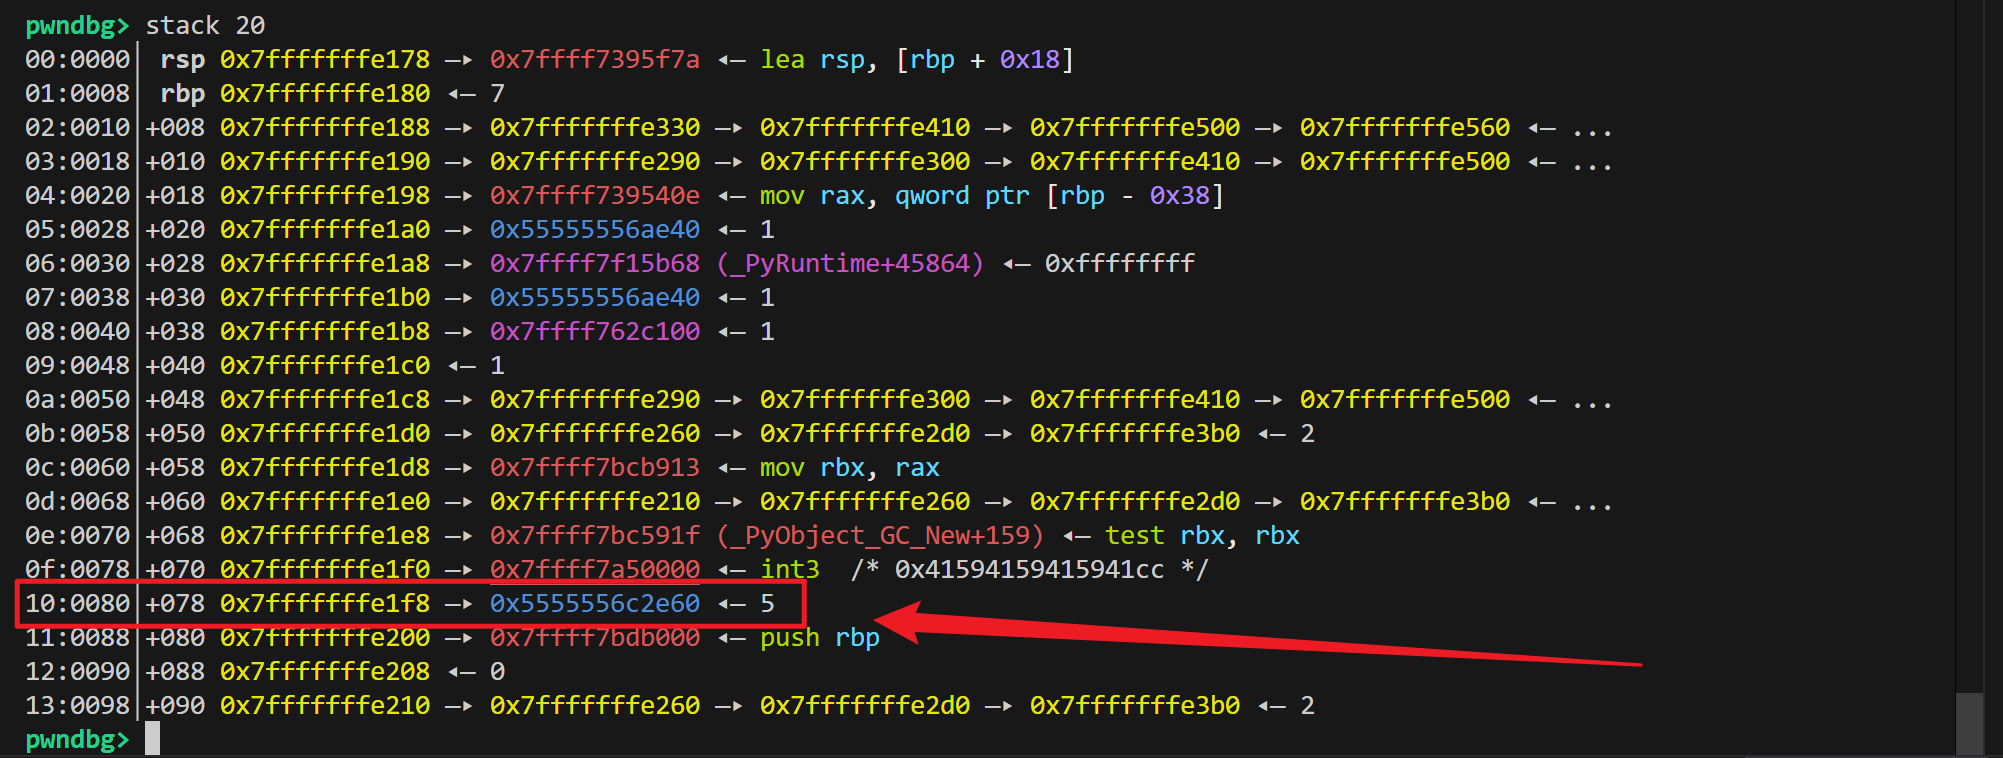 pwndbg> stack 20
00:0000│ rsp 0x7fffffffe178 —▸ 0x7ffff7395f7a ◂— lea rsp, [rbp + 0x18]
01:0008│ rbp 0x7fffffffe180 ◂— 7
02:0010│+008 0x7fffffffe188 —▸ 0x7fffffffe330 —▸ 0x7fffffffe410 —▸ 0x7fffffffe500 —▸ 0x7fffffffe560 ◂— ...
03:0018│+010 0x7fffffffe190 —▸ 0x7fffffffe290 —▸ 0x7fffffffe300 —▸ 0x7fffffffe410 —▸ 0x7fffffffe500 ◂— ...
04:0020│+018 0x7fffffffe198 —▸ 0x7ffff739540e ◂— mov rax, qword ptr [rbp - 0x38]
05:0028│+020 0x7fffffffe1a0 —▸ 0x55555556ae40 ◂— 1
06:0030│+028 0x7fffffffe1a8 —▸ 0x7ffff7f15b68 (_PyRuntime+45864) ◂— 0xffffffff
07:0038│+030 0x7fffffffe1b0 —▸ 0x55555556ae40 ◂— 1
08:0040│+038 0x7fffffffe1b8 —▸ 0x7ffff762c100 ◂— 1
09:0048│+040 0x7fffffffe1c0 ◂— 1
0a:0050│+048 0x7fffffffe1c8 —▸ 0x7fffffffe290 —▸ 0x7fffffffe300 —▸ 0x7fffffffe410 —▸ 0x7fffffffe500 ◂— ...
0b:0058│+050 0x7fffffffe1d0 —▸ 0x7fffffffe260 —▸ 0x7fffffffe2d0 —▸ 0x7fffffffe3b0 ◂— 2
0c:0060│+058 0x7fffffffe1d8 —▸ 0x7ffff7bcb913 ◂— mov rbx, rax
0d:0068│+060 0x7fffffffe1e0 —▸ 0x7fffffffe210 —▸ 0x7fffffffe260 —▸ 0x7fffffffe2d0 —▸ 0x7fffffffe3b0 ◂— ...
0e:0070│+068 0x7fffffffe1e8 —▸ 0x7ffff7bc591f (_PyObject_GC_New+159) ◂— test rbx, rbx
0f:0078│+070 0x7fffffffe1f0 —▸ 0x7ffff7a50000 ◂— int3 /* 0x41594159415941cc */
10:0080│+078 0x7fffffffe1f8 —▸ 0x5555556c2e60 ◂— 5
11:0088│+080 0x7fffffffe200 —▸ 0x7ffff7bdb000 ◂— push rbp
12:0090│+088 0x7fffffffe208 ◂— 0
13:0098│+090 0x7fffffffe210 —▸ 0x7fffffffe260 —▸ 0x7fffffffe2d0 —▸ 0x7fffffffe3b0 ◂— 2
pwndbg>